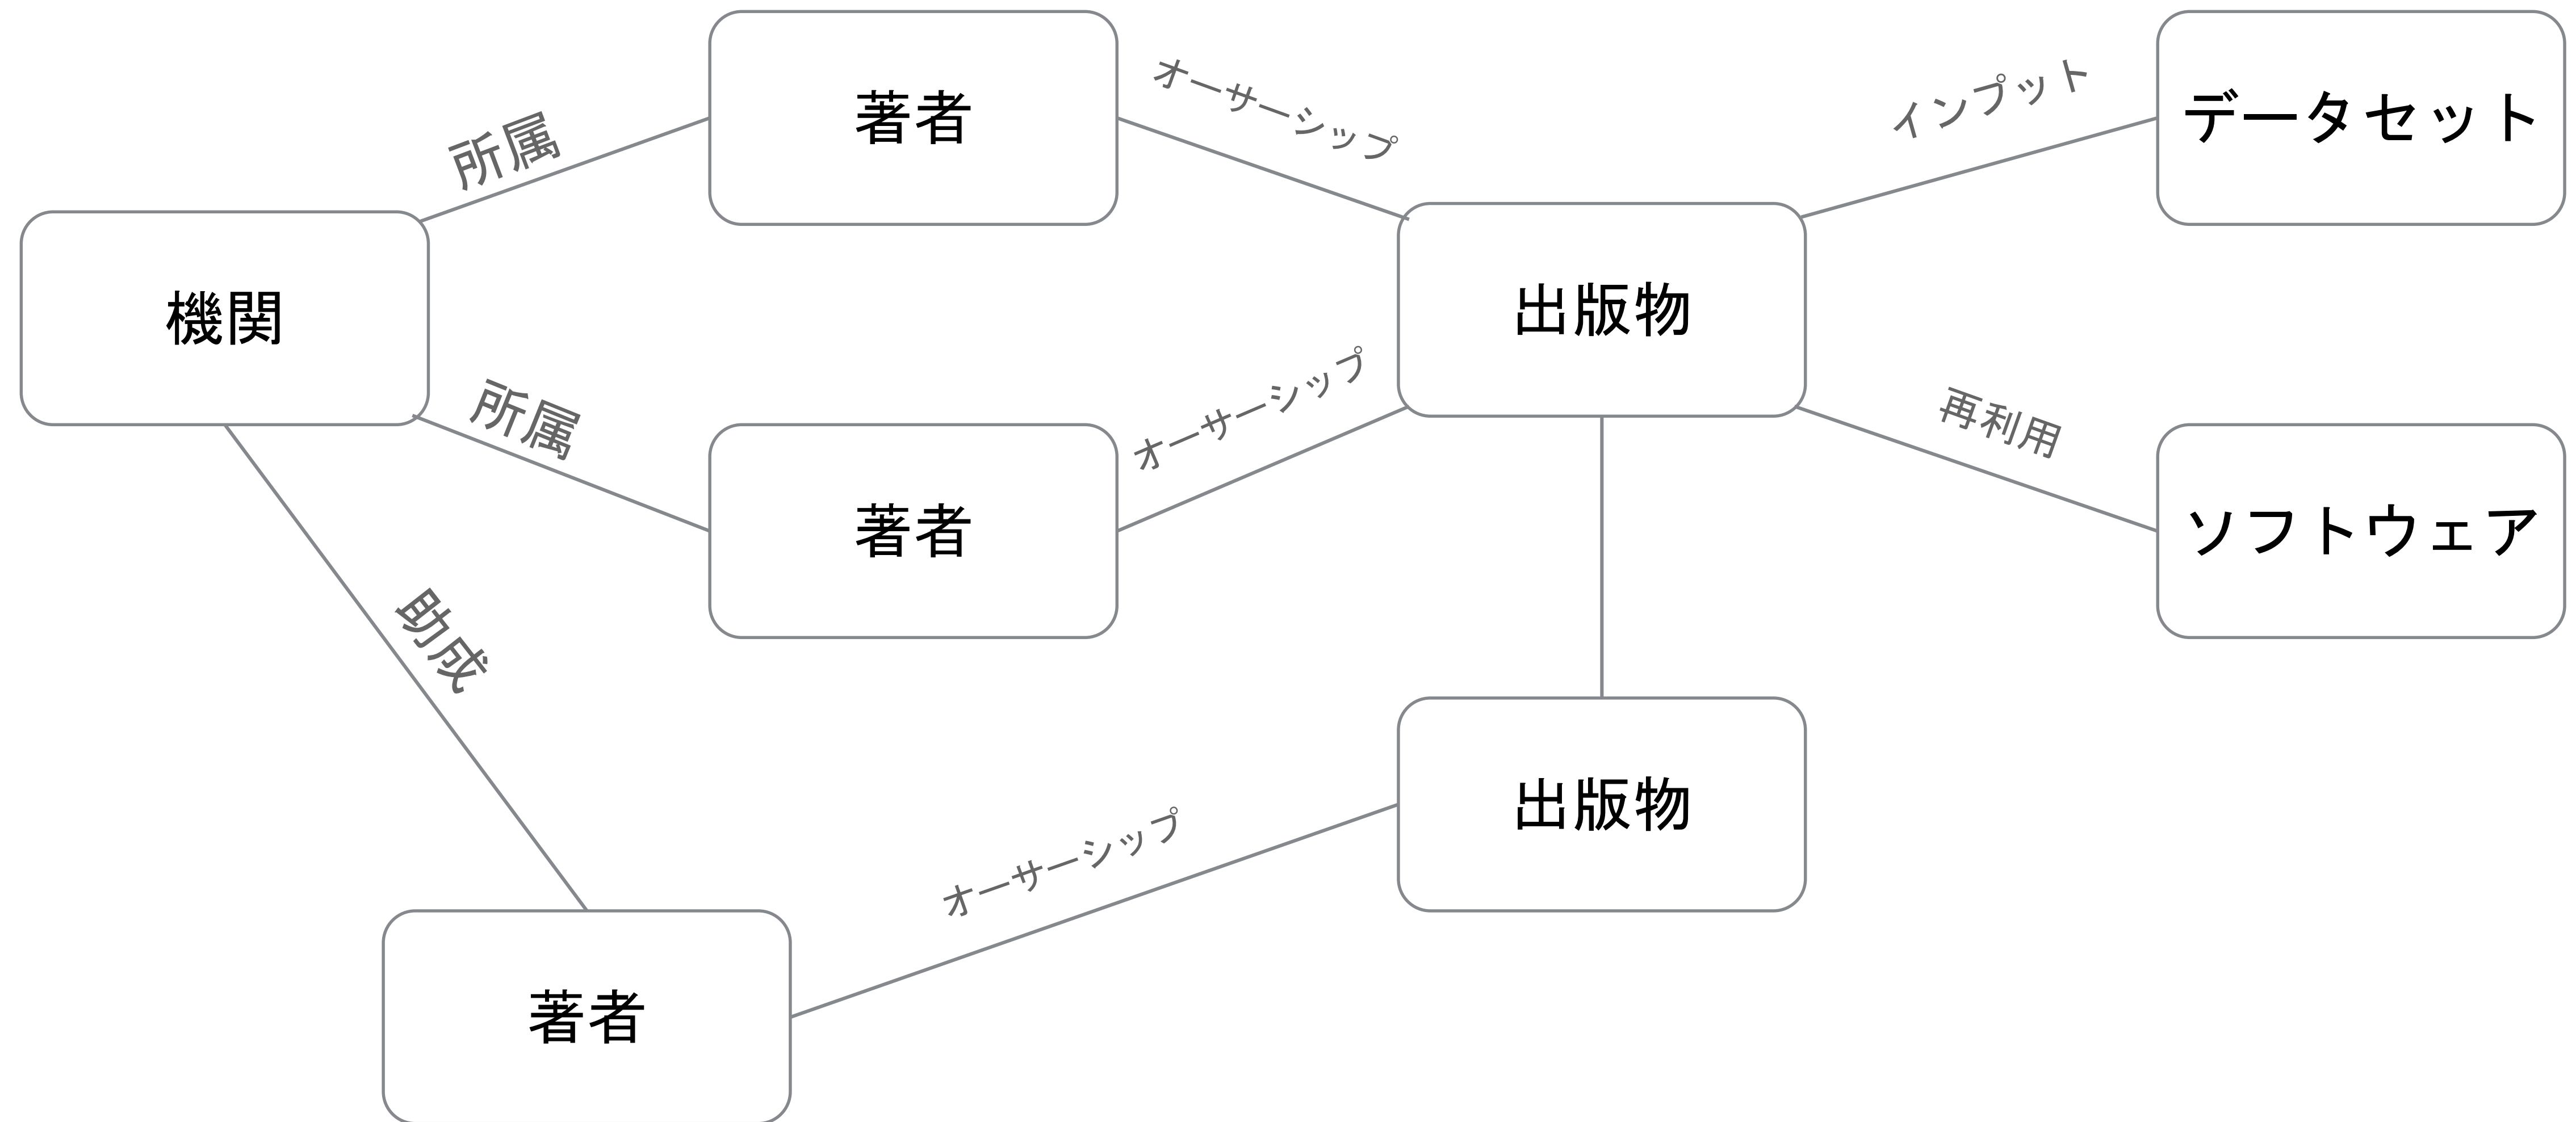 著者
オーサーシップ
インプット
データセット
所属
機関
出版物
所属
オーサーシップ
再利用
著者
ソフトウェア
助成
出版物
オーサーシップ
著者